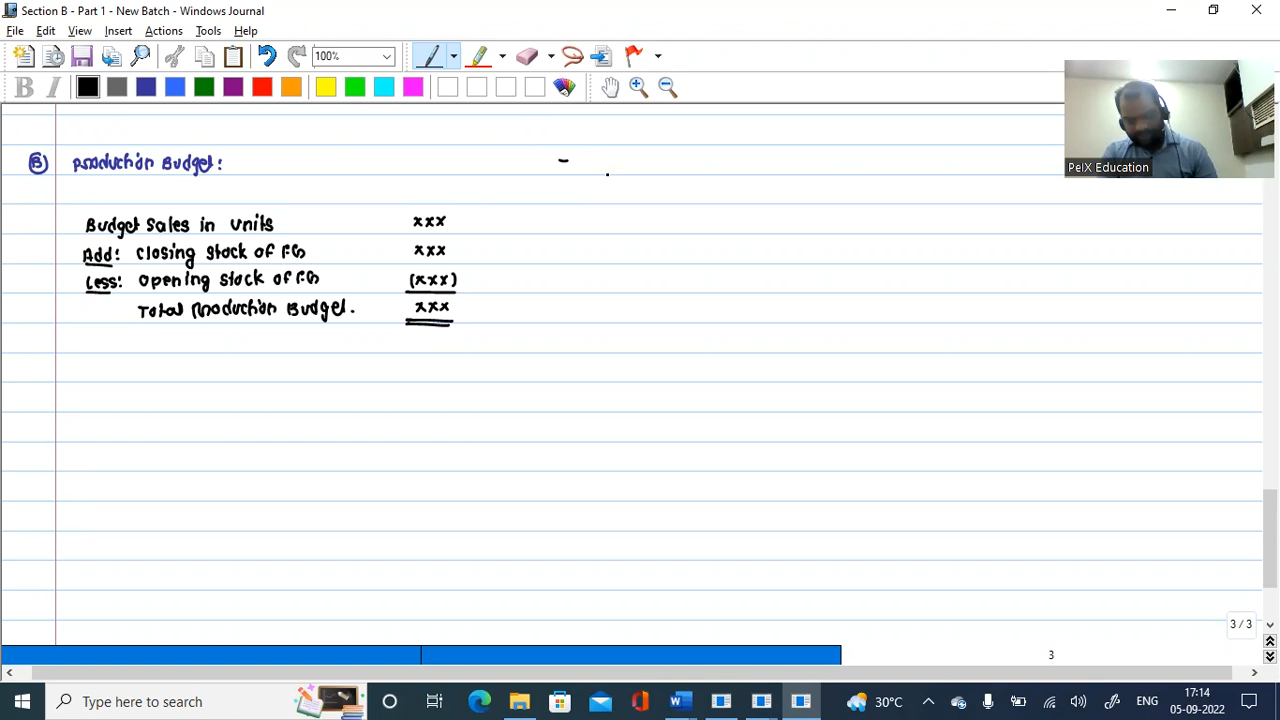 Section B - Part 1 - New Batch - Windows Journal
File Edit View Insert Actions Tools Help
100%
B I
PelX Education
(B) Production Budget: -
Budget Sales in units xxx
Add: closing stock of FG xxx
Less: opening stock of FG (xxx)
Total Production Budget. xxx
3 / 3
3
Type here to search
30°C ENG 17:14
05-09-2022